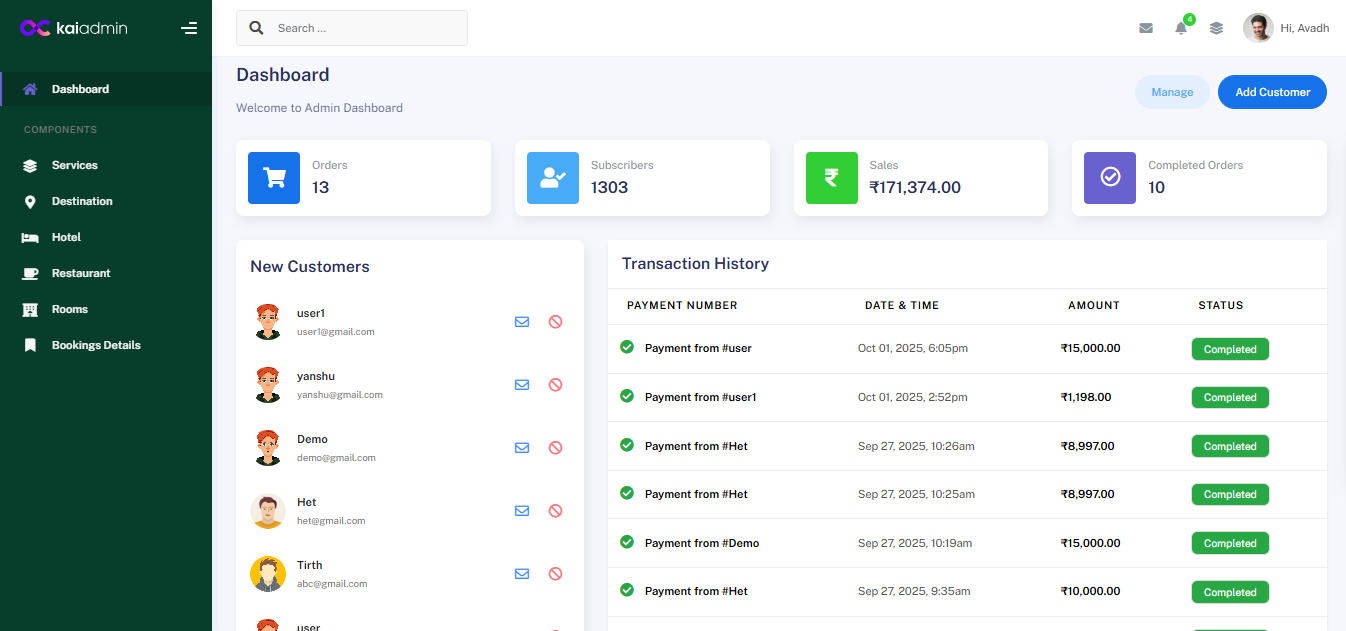 kaiadmin
Search ...
4
Hi, Avadh
Dashboard
COMPONENTS
Services
Destination
Hotel
Restaurant
Rooms
Bookings Details
Dashboard
Welcome to Admin Dashboard
Manage
Add Customer
Orders
13
Subscribers
1303
Sales
₹171,374.00
Completed Orders
10
New Customers
user1
user1@gmail.com
yanshu
yanshu@gmail.com
Demo
demo@gmail.com
Het
het@gmail.com
Tirth
abc@gmail.com
user
Transaction History
PAYMENT NUMBER DATE & TIME AMOUNT STATUS
Payment from #user Oct 01, 2025, 6:05pm ₹15,000.00 Completed
Payment from #user1 Oct 01, 2025, 2:52pm ₹1,198.00 Completed
Payment from #Het Sep 27, 2025, 10:26am ₹8,997.00 Completed
Payment from #Het Sep 27, 2025, 10:25am ₹8,997.00 Completed
Payment from #Demo Sep 27, 2025, 10:19am ₹15,000.00 Completed
Payment from #Het Sep 27, 2025, 9:35am ₹10,000.00 Completed